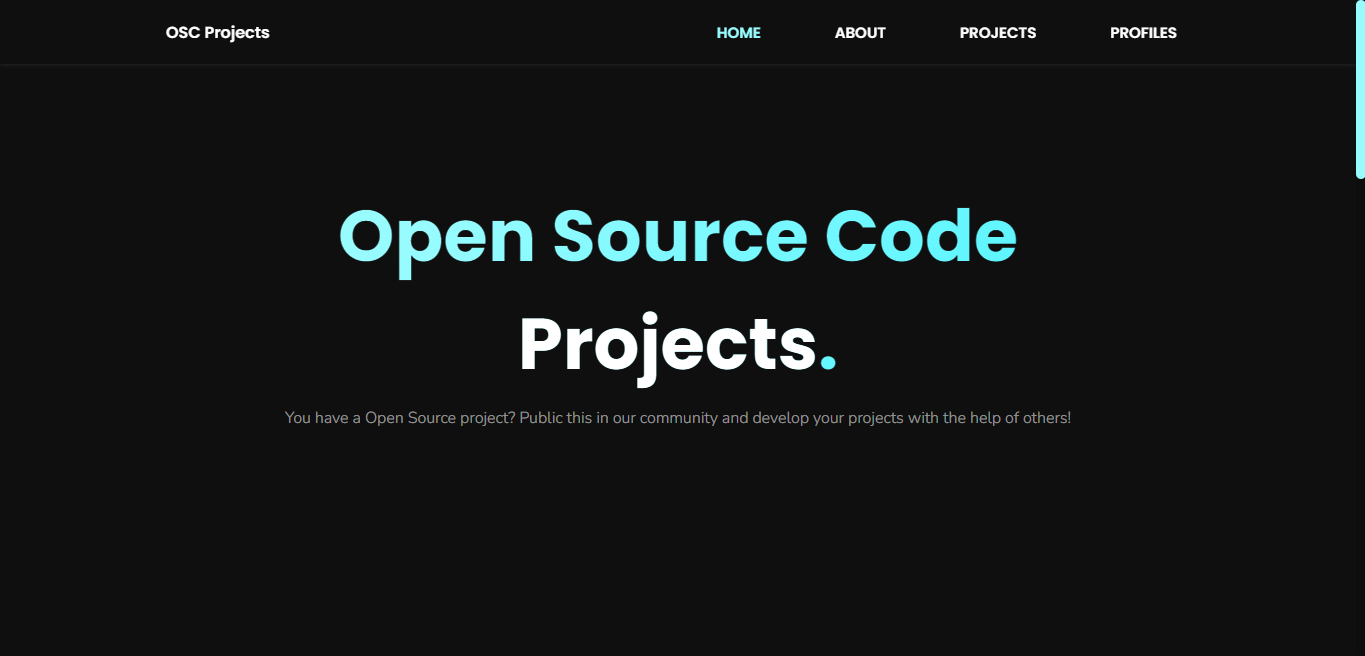 OSC Projects HOME ABOUT PROJECTS PROFILES
Open Source Code
Projects.
You have a Open Source project? Public this in our community and develop your projects with the help of others!